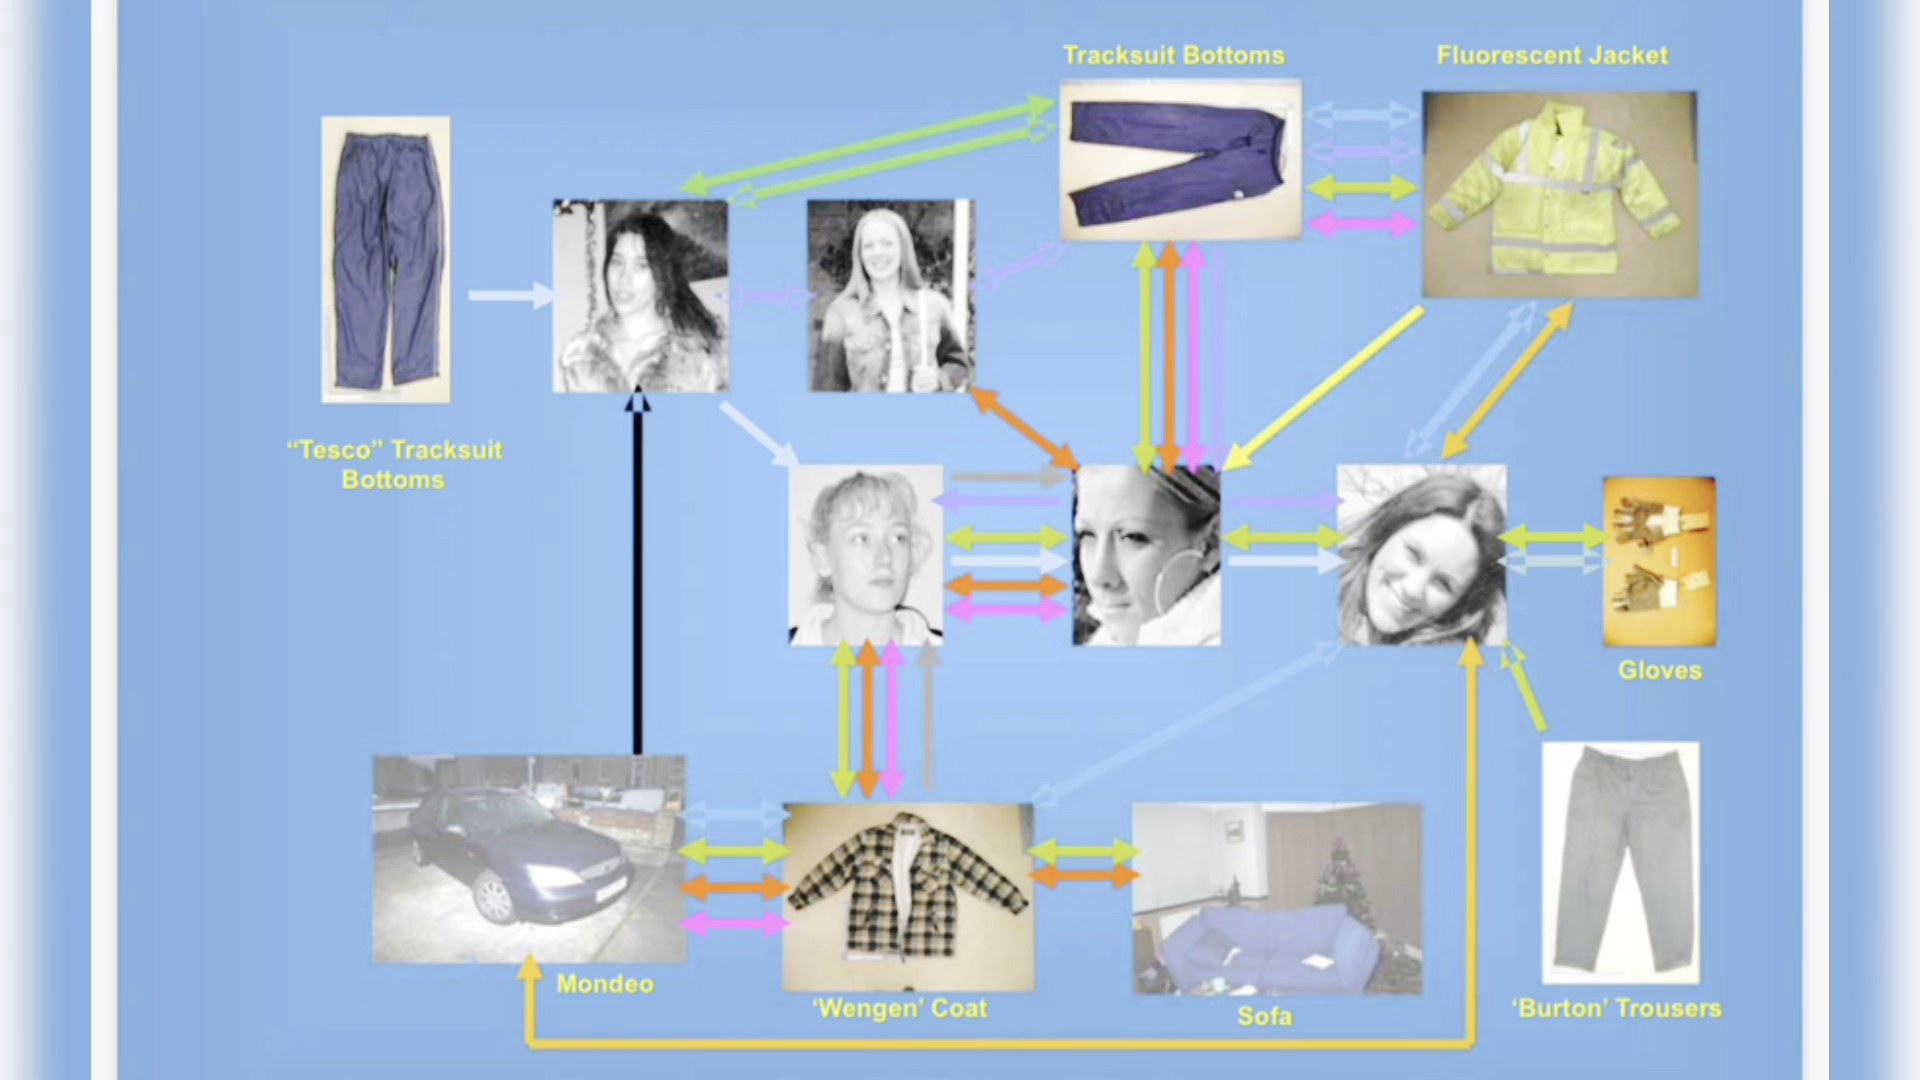 Tracksuit Bottoms
Fluorescent Jacket
“Tesco” Tracksuit
Bottoms
Gloves
Mondeo
‘Wengen’ Coat
Sofa
‘Burton’ Trousers